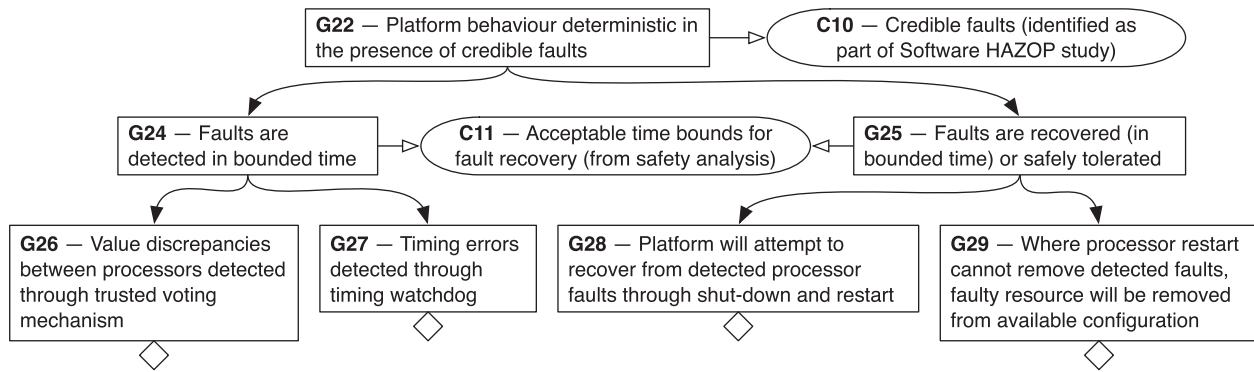 G22 — Platform behaviour deterministic in
the presence of credible faults
C10 — Credible faults (identified as
part of Software HAZOP study)
G24 — Faults are
detected in bounded time
C11 — Acceptable time bounds for
fault recovery (from safety analysis)
G25 — Faults are recovered (in
bounded time) or safely tolerated
G26 — Value discrepancies
between processors detected
through trusted voting
mechanism
G27 — Timing errors
detected through
timing watchdog
G28 — Platform will attempt to
recover from detected processor
faults through shut-down and restart
G29 — Where processor restart
cannot remove detected faults,
faulty resource will be removed
from available configuration